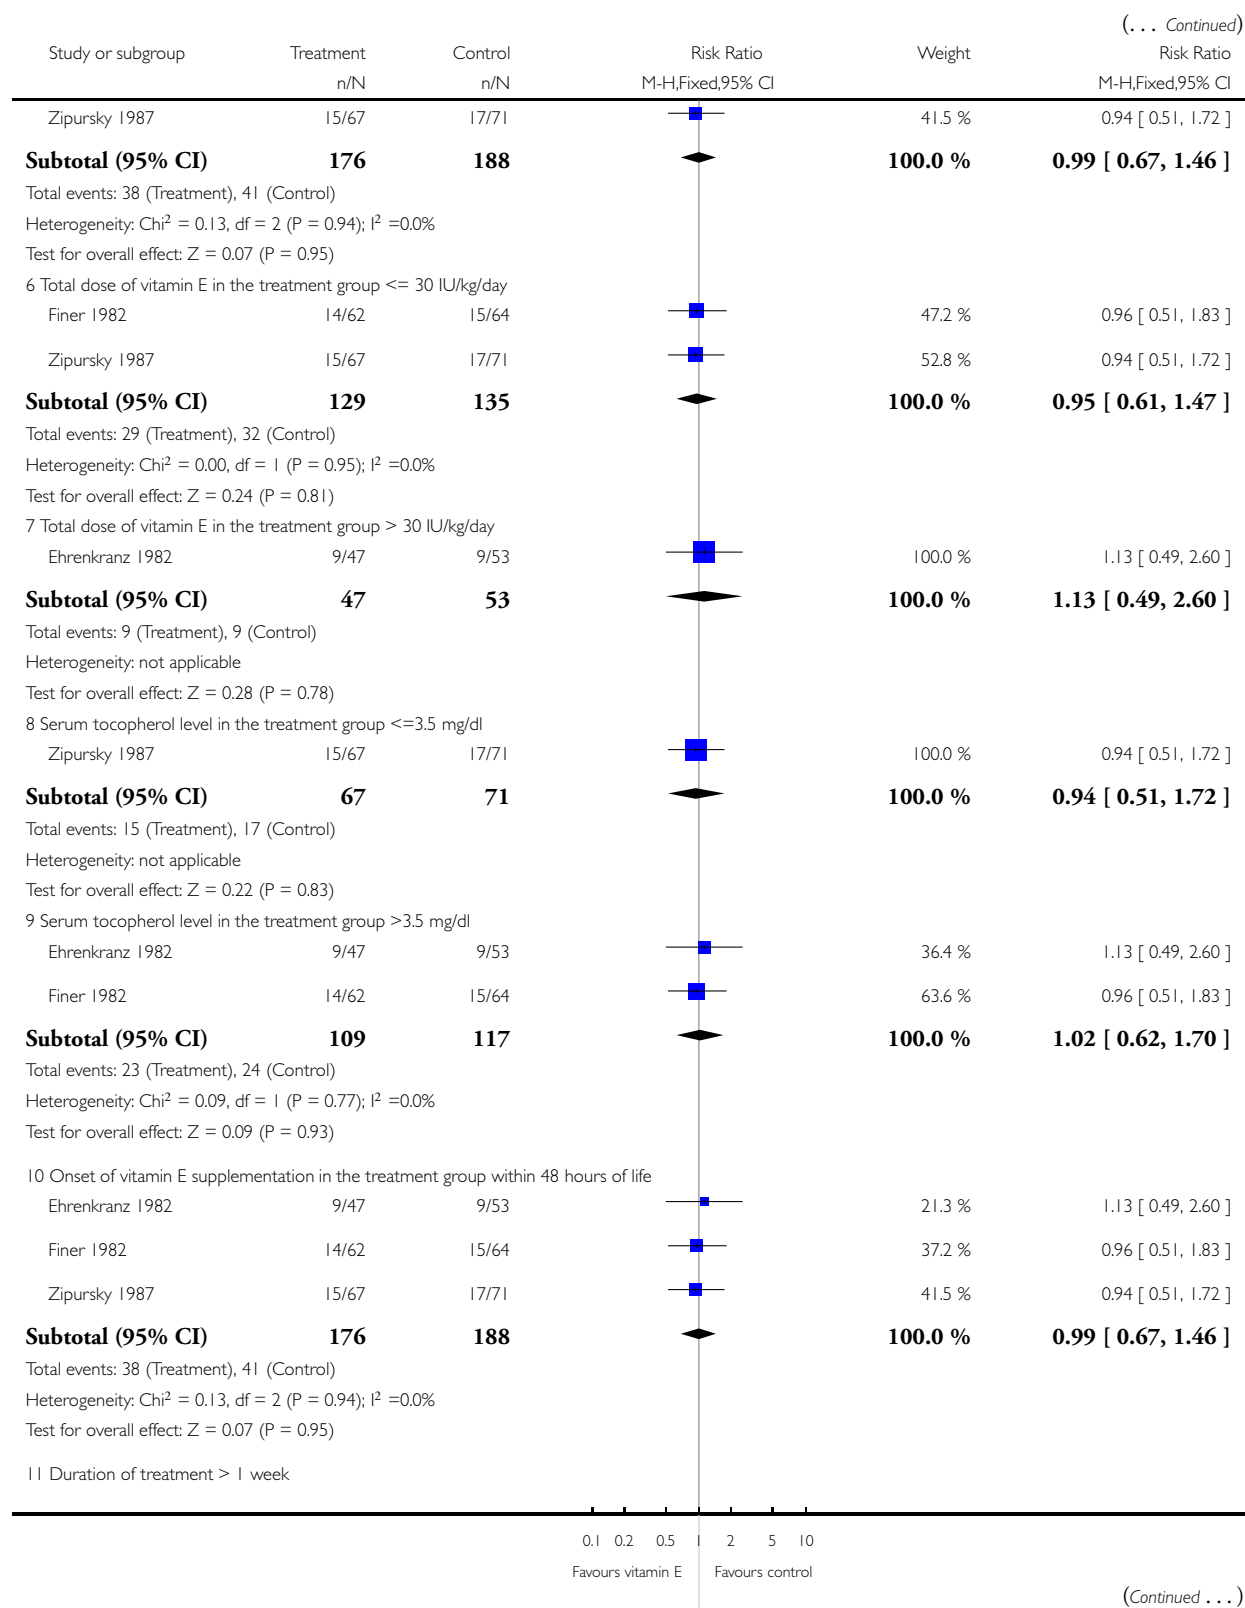 (... Continued)
Study or subgroup Treatment Control Risk Ratio Weight Risk Ratio
n/N n/N M-H,Fixed,95% CI M-H,Fixed,95% CI
Zipursky 1987 15/67 17/71 41.5 % 0.94 [ 0.51, 1.72 ]
Subtotal (95% CI) 176 188 100.0 % 0.99 [ 0.67, 1.46 ]
Total events: 38 (Treatment), 41 (Control)
Heterogeneity: Chi² = 0.13, df = 2 (P = 0.94); I² =0.0%
Test for overall effect: Z = 0.07 (P = 0.95)
6 Total dose of vitamin E in the treatment group <= 30 IU/kg/day
Finer 1982 14/62 15/64 47.2 % 0.96 [ 0.51, 1.83 ]
Zipursky 1987 15/67 17/71 52.8 % 0.94 [ 0.51, 1.72 ]
Subtotal (95% CI) 129 135 100.0 % 0.95 [ 0.61, 1.47 ]
Total events: 29 (Treatment), 32 (Control)
Heterogeneity: Chi² = 0.00, df = 1 (P = 0.95); I² =0.0%
Test for overall effect: Z = 0.24 (P = 0.81)
7 Total dose of vitamin E in the treatment group > 30 IU/kg/day
Ehrenkranz 1982 9/47 9/53 100.0 % 1.13 [ 0.49, 2.60 ]
Subtotal (95% CI) 47 53 100.0 % 1.13 [ 0.49, 2.60 ]
Total events: 9 (Treatment), 9 (Control)
Heterogeneity: not applicable
Test for overall effect: Z = 0.28 (P = 0.78)
8 Serum tocopherol level in the treatment group <=3.5 mg/dl
Zipursky 1987 15/67 17/71 100.0 % 0.94 [ 0.51, 1.72 ]
Subtotal (95% CI) 67 71 100.0 % 0.94 [ 0.51, 1.72 ]
Total events: 15 (Treatment), 17 (Control)
Heterogeneity: not applicable
Test for overall effect: Z = 0.22 (P = 0.83)
9 Serum tocopherol level in the treatment group >3.5 mg/dl
Ehrenkranz 1982 9/47 9/53 36.4 % 1.13 [ 0.49, 2.60 ]
Finer 1982 14/62 15/64 63.6 % 0.96 [ 0.51, 1.83 ]
Subtotal (95% CI) 109 117 100.0 % 1.02 [ 0.62, 1.70 ]
Total events: 23 (Treatment), 24 (Control)
Heterogeneity: Chi² = 0.09, df = 1 (P = 0.77); I² =0.0%
Test for overall effect: Z = 0.09 (P = 0.93)
10 Onset of vitamin E supplementation in the treatment group within 48 hours of life
Ehrenkranz 1982 9/47 9/53 21.3 % 1.13 [ 0.49, 2.60 ]
Finer 1982 14/62 15/64 37.2 % 0.96 [ 0.51, 1.83 ]
Zipursky 1987 15/67 17/71 41.5 % 0.94 [ 0.51, 1.72 ]
Subtotal (95% CI) 176 188 100.0 % 0.99 [ 0.67, 1.46 ]
Total events: 38 (Treatment), 41 (Control)
Heterogeneity: Chi² = 0.13, df = 2 (P = 0.94); I² =0.0%
Test for overall effect: Z = 0.07 (P = 0.95)
11 Duration of treatment > 1 week
0.1 0.2 0.5 1 2 5 10
Favours vitamin E Favours control
(Continued ...)